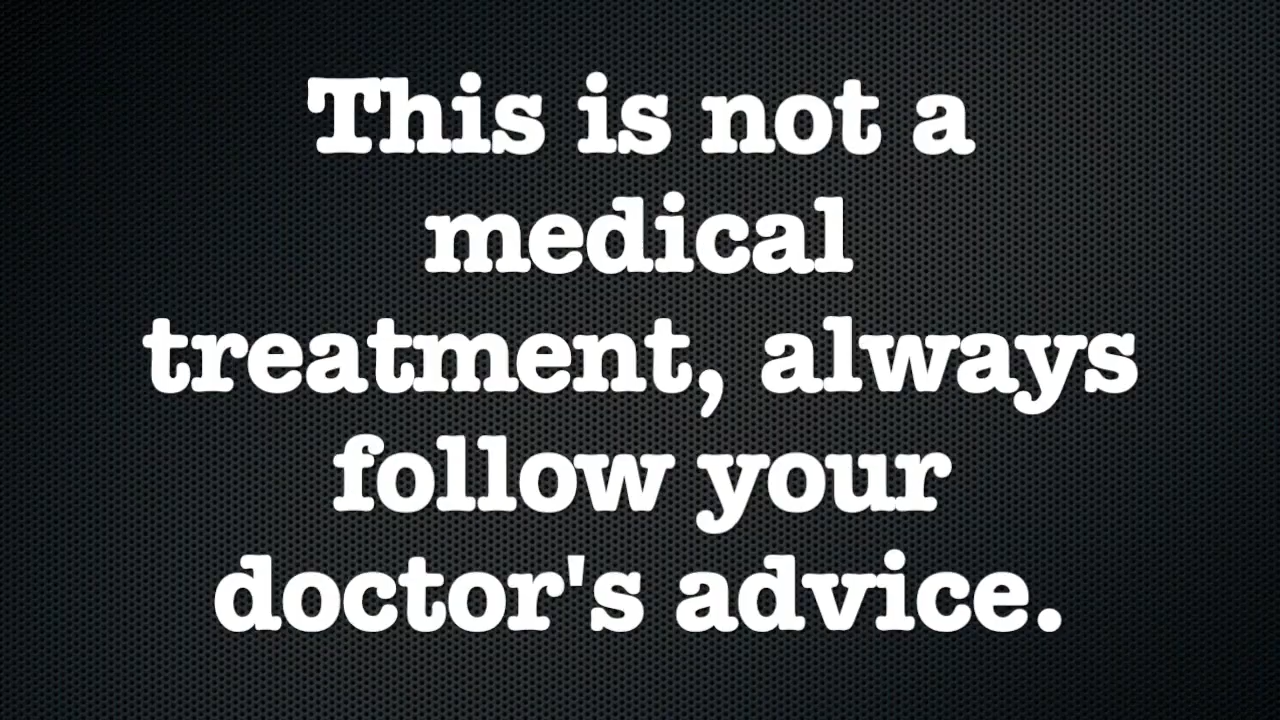 This is not a
medical
treatment, always
follow your
doctor's advice.